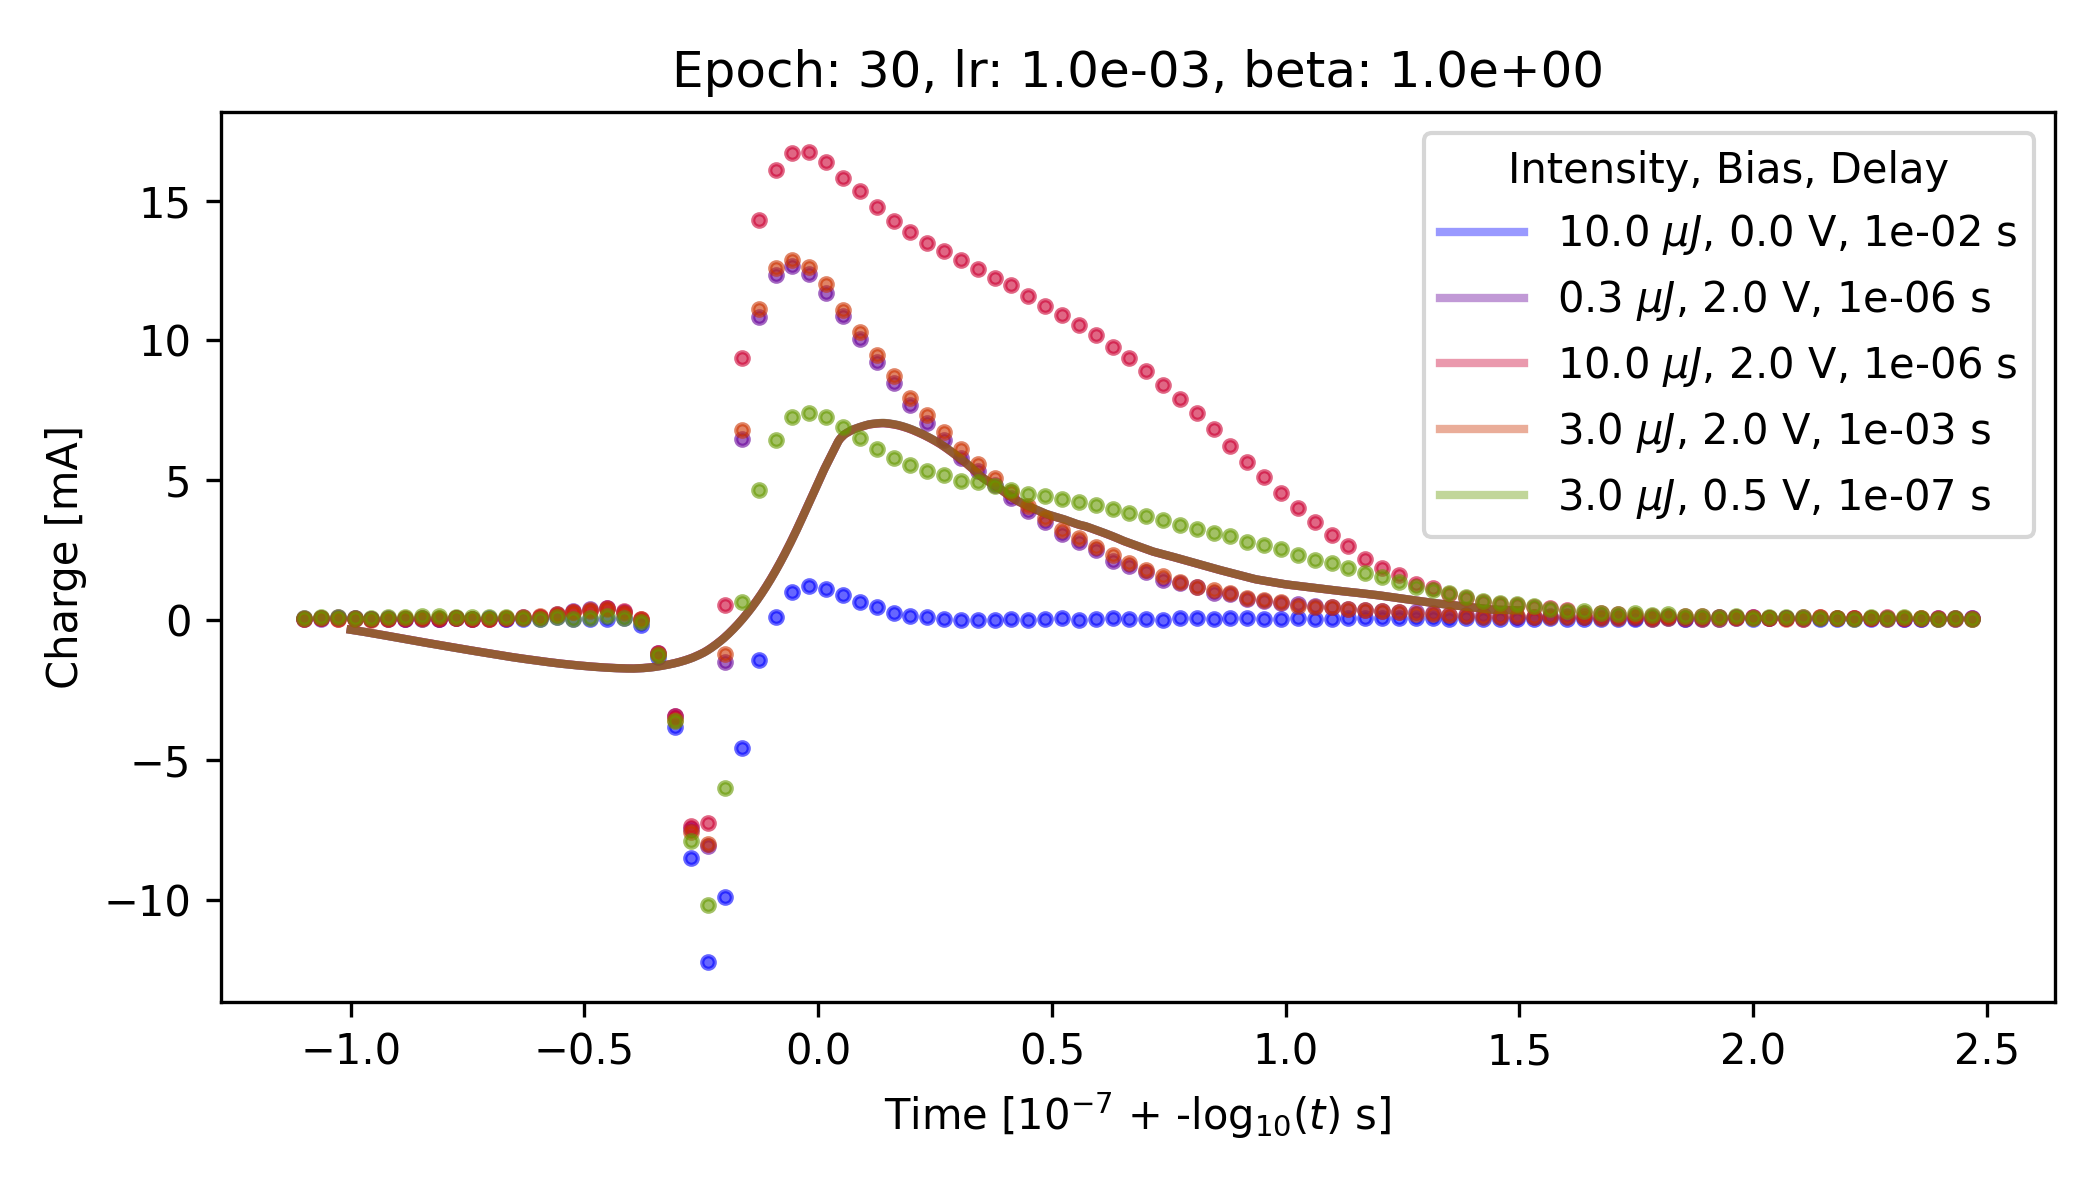 Epoch: 30, lr: 1.0e-03, beta: 1.0e+00
Intensity, Bias, Delay
10.0 μJ, 0.0 V, 1e-02 s
0.3 μJ, 2.0 V, 1e-06 s
10.0 μJ, 2.0 V, 1e-06 s
3.0 μJ, 2.0 V, 1e-03 s
3.0 μJ, 0.5 V, 1e-07 s
Charge [mA]
15
10
5
0
−5
−10
−1.0 −0.5 0.0 0.5 1.0 1.5 2.0 2.5
Time [10⁻⁷ + -log₁₀(t) s]